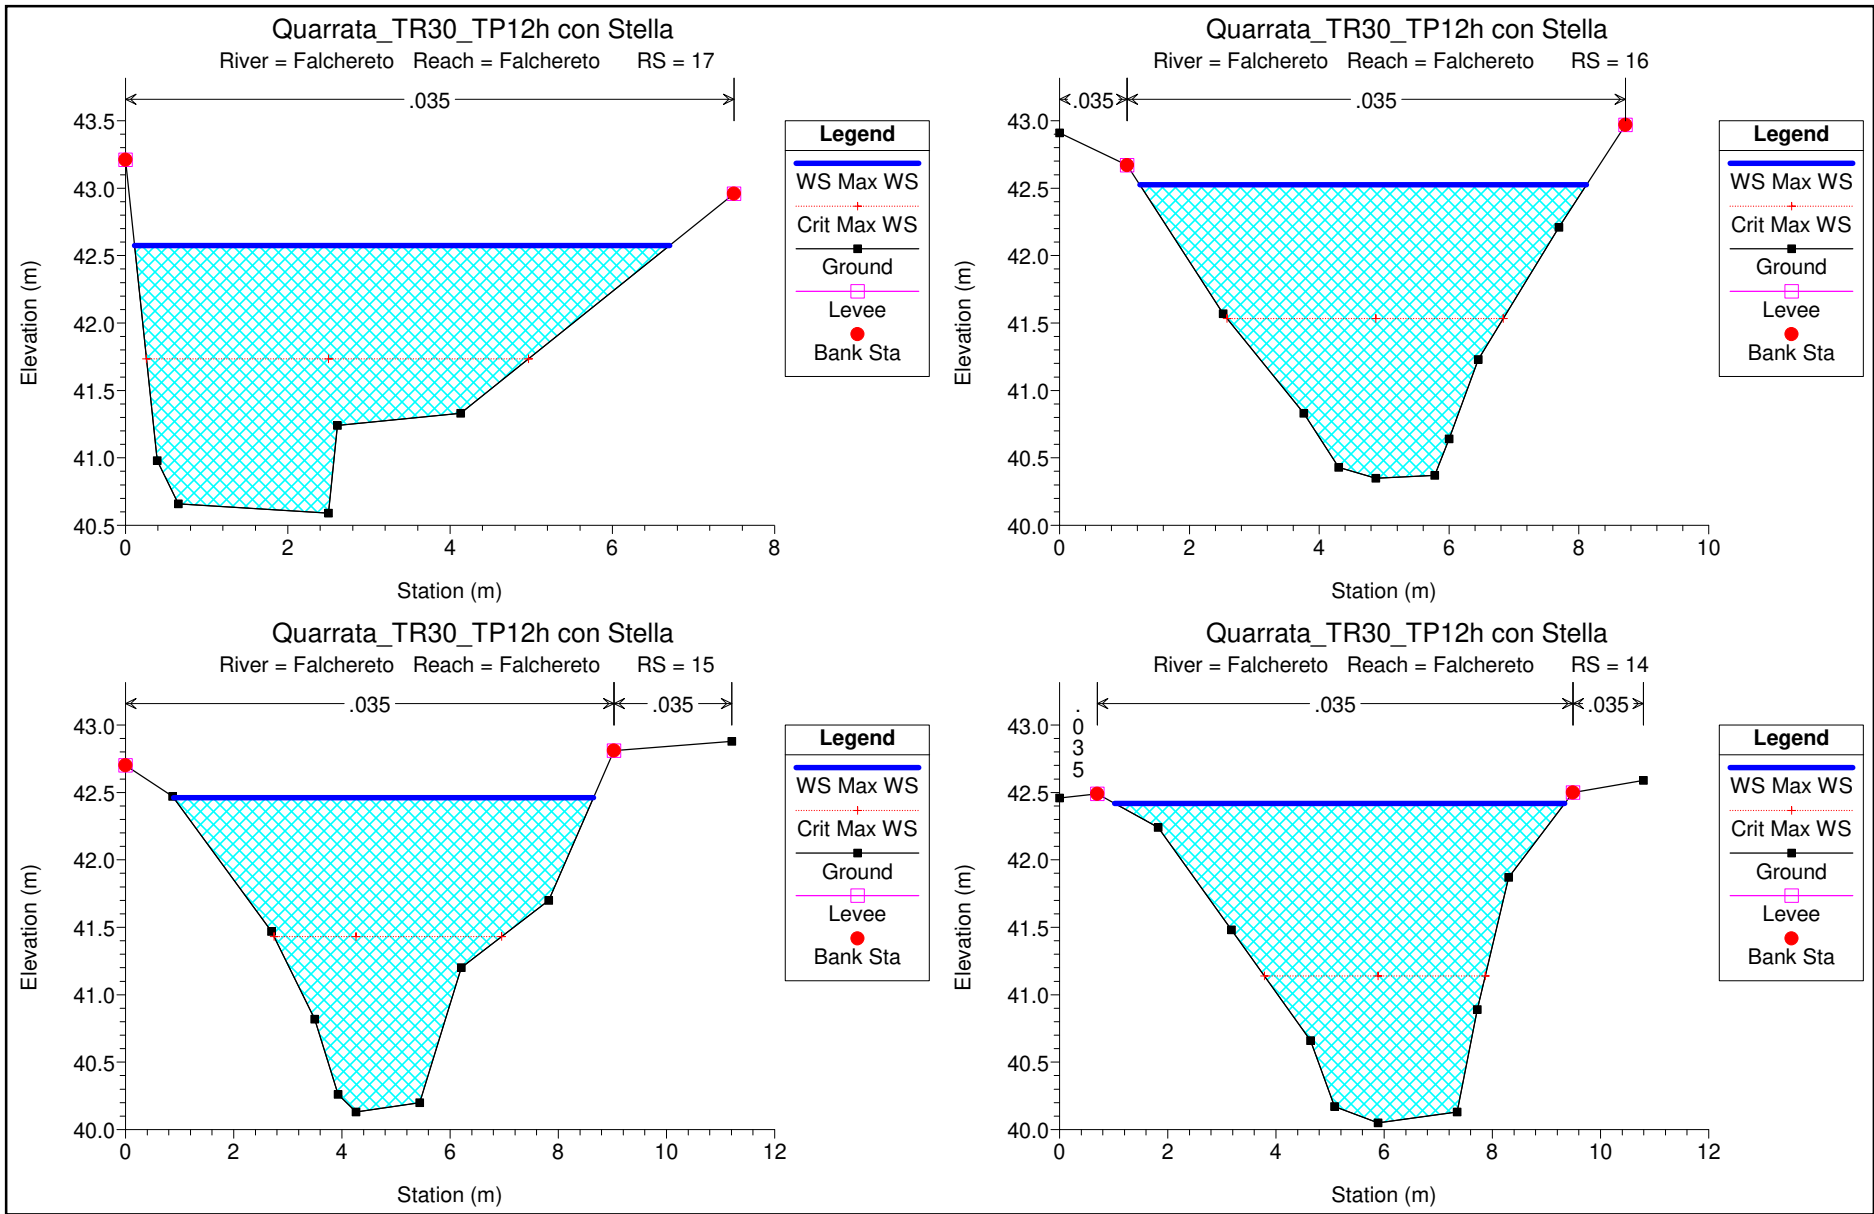 Quarrata_TR30_TP12h con Stella
River = Falchereto Reach = Falchereto RS = 17
.035
43.5
43.0
42.5
42.0
41.5
41.0
40.5
0 2 4 6 8
Station (m)
Elevation (m)
Legend
WS Max WS
Crit Max WS
Ground
Levee
Bank Sta
Quarrata_TR30_TP12h con Stella
River = Falchereto Reach = Falchereto RS = 16
.035 .035
43.0
42.5
42.0
41.5
41.0
40.5
40.0
0 2 4 6 8 10
Station (m)
Elevation (m)
Legend
WS Max WS
Crit Max WS
Ground
Levee
Bank Sta
Quarrata_TR30_TP12h con Stella
River = Falchereto Reach = Falchereto RS = 15
.035 .035
43.0
42.5
42.0
41.5
41.0
40.5
40.0
0 2 4 6 8 10 12
Station (m)
Elevation (m)
Legend
WS Max WS
Crit Max WS
Ground
Levee
Bank Sta
Quarrata_TR30_TP12h con Stella
River = Falchereto Reach = Falchereto RS = 14
.035 .035 .035
43.0
42.5
42.0
41.5
41.0
40.5
40.0
0 2 4 6 8 10 12
Station (m)
Elevation (m)
Legend
WS Max WS
Crit Max WS
Ground
Levee
Bank Sta